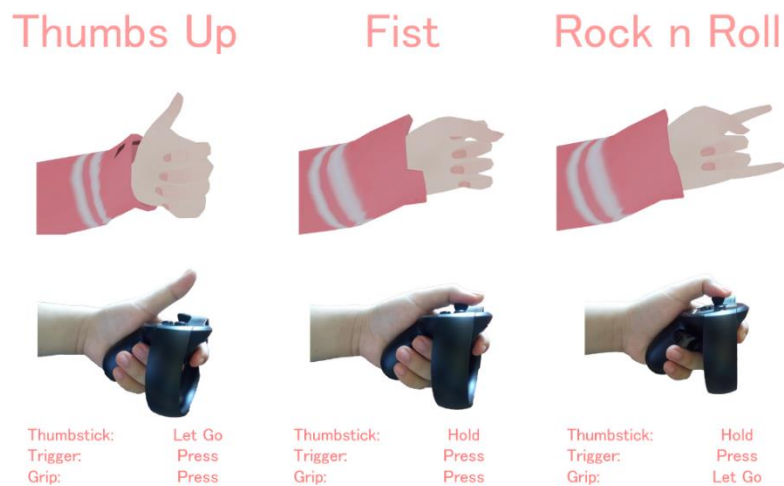 Thumbs Up
Fist
Rock n Roll
Thumbstick: Let Go
Trigger: Press
Grip: Press
Thumbstick: Hold
Trigger: Press
Grip: Press
Thumbstick: Hold
Trigger: Press
Grip: Let Go